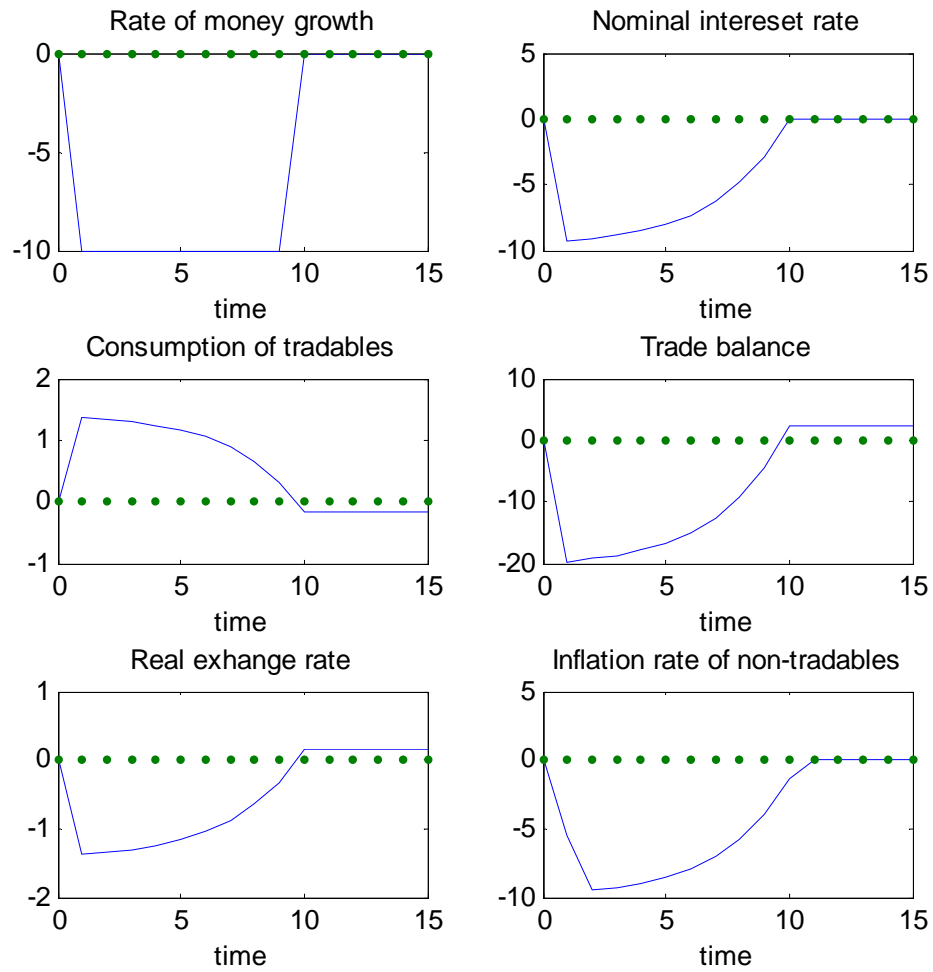 Rate of money growth
0
-5
-10
0 5 10 15
time
Nominal intereset rate
5
0
-5
-10
0 5 10 15
time
Consumption of tradables
2
1
0
-1
0 5 10 15
time
Trade balance
10
0
-10
-20
0 5 10 15
time
Real exhange rate
1
0
-1
-2
0 5 10 15
time
Inflation rate of non-tradables
5
0
-5
-10
0 5 10 15
time